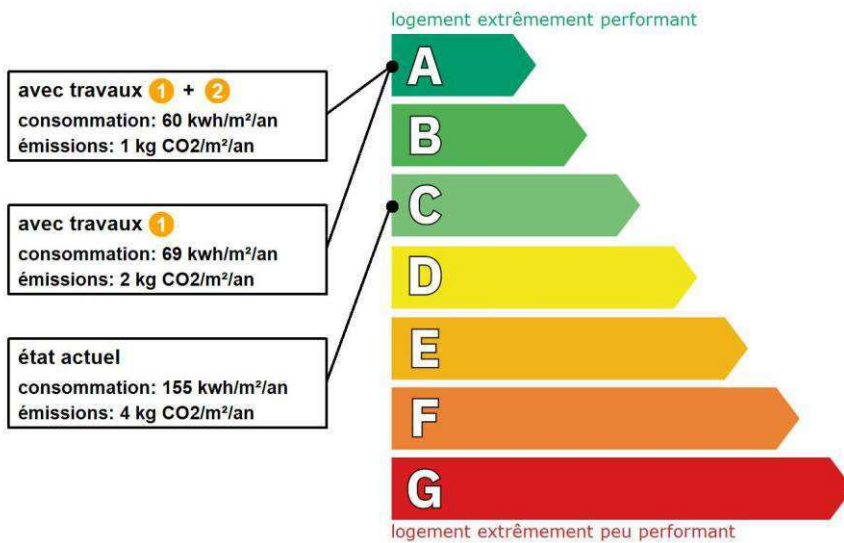 logement extrêmement performant
avec travaux 1 + 2
consommation: 60 kwh/m²/an
émissions: 1 kg CO2/m²/an
avec travaux 1
consommation: 69 kwh/m²/an
émissions: 2 kg CO2/m²/an
état actuel
consommation: 155 kwh/m²/an
émissions: 4 kg CO2/m²/an
A
B
C
D
E
F
G
logement extrêmement peu performant